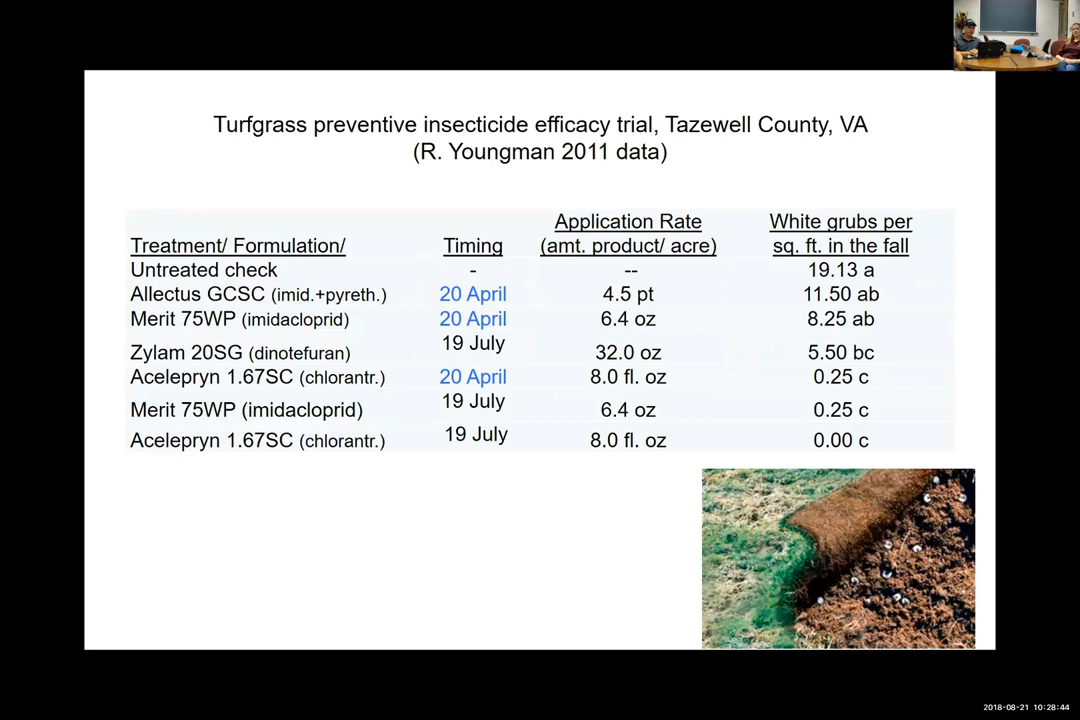 Turfgrass preventive insecticide efficacy trial, Tazewell County, VA
(R. Youngman 2011 data)
Application Rate White grubs per
Treatment/ Formulation/ Timing (amt. product/ acre) sq. ft. in the fall
Untreated check - -- 19.13 a
Allectus GCSC (imid.+pyreth.) 20 April 4.5 pt 11.50 ab
Merit 75WP (imidacloprid) 20 April 6.4 oz 8.25 ab
Zylam 20SG (dinotefuran) 19 July 32.0 oz 5.50 bc
Acelepryn 1.67SC (chlorantr.) 20 April 8.0 fl. oz 0.25 c
Merit 75WP (imidacloprid) 19 July 6.4 oz 0.25 c
Acelepryn 1.67SC (chlorantr.) 19 July 8.0 fl. oz 0.00 c
2018-08-21 10:28:44